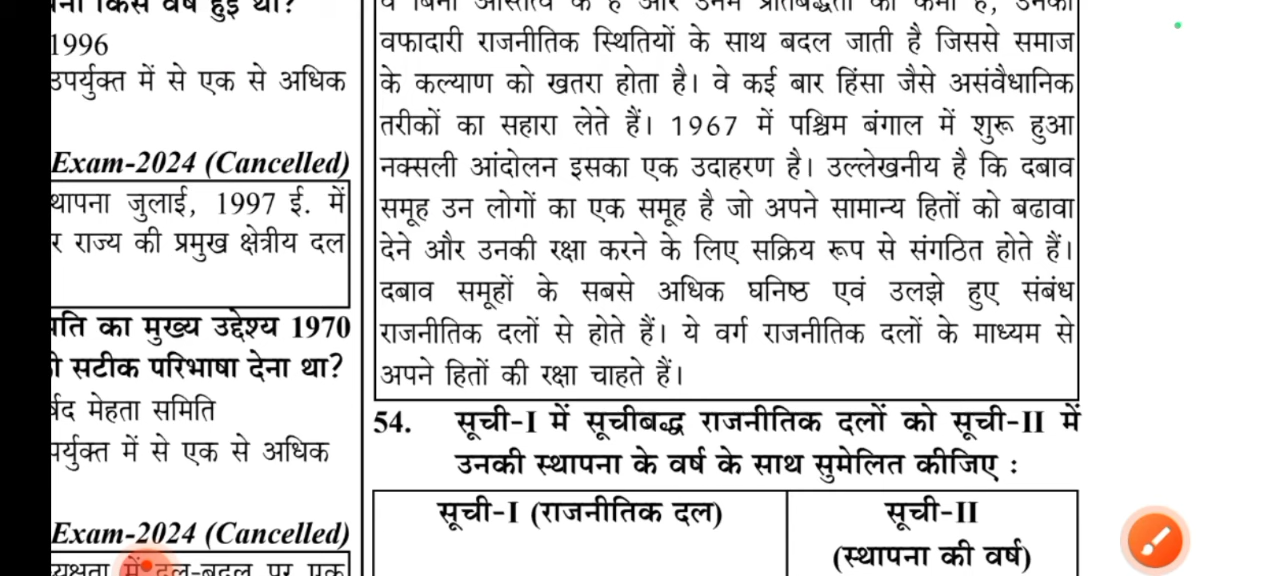 1996
उपर्युक्त में से एक से अधिक
Exam-2024 (Cancelled)
जुलाई, 1997 ई. में
राज्य की प्रमुख क्षेत्रीय दल
का मुख्य उद्देश्य 1970
सटीक परिभाषा देना था?
मेहता समिति
में से एक से अधिक
Exam-2024 (Cancelled)
में दल-बदल पर एक
वफादारी राजनीतिक स्थितियों के साथ बदल जाती है जिससे समाज
के कल्याण को खतरा होता है। वे कई बार हिंसा जैसे असंवैधानिक
तरीकों का सहारा लेते हैं। 1967 में पश्चिम बंगाल में शुरू हुआ
नक्सली आंदोलन इसका एक उदाहरण है। उल्लेखनीय है कि दबाव
समूह उन लोगों का एक समूह है जो अपने सामान्य हितों को बढावा
देने और उनकी रक्षा करने के लिए सक्रिय रूप से संगठित होते हैं।
दबाव समूहों के सबसे अधिक घनिष्ठ एवं उलझे हुए संबंध
राजनीतिक दलों से होते हैं। ये वर्ग राजनीतिक दलों के माध्यम से
अपने हितों की रक्षा चाहते हैं।
54. सूची-I में सूचीबद्ध राजनीतिक दलों को सूची-II में
उनकी स्थापना के वर्ष के साथ सुमेलित कीजिए :
सूची-I (राजनीतिक दल)
सूची-II
(स्थापना की वर्ष)